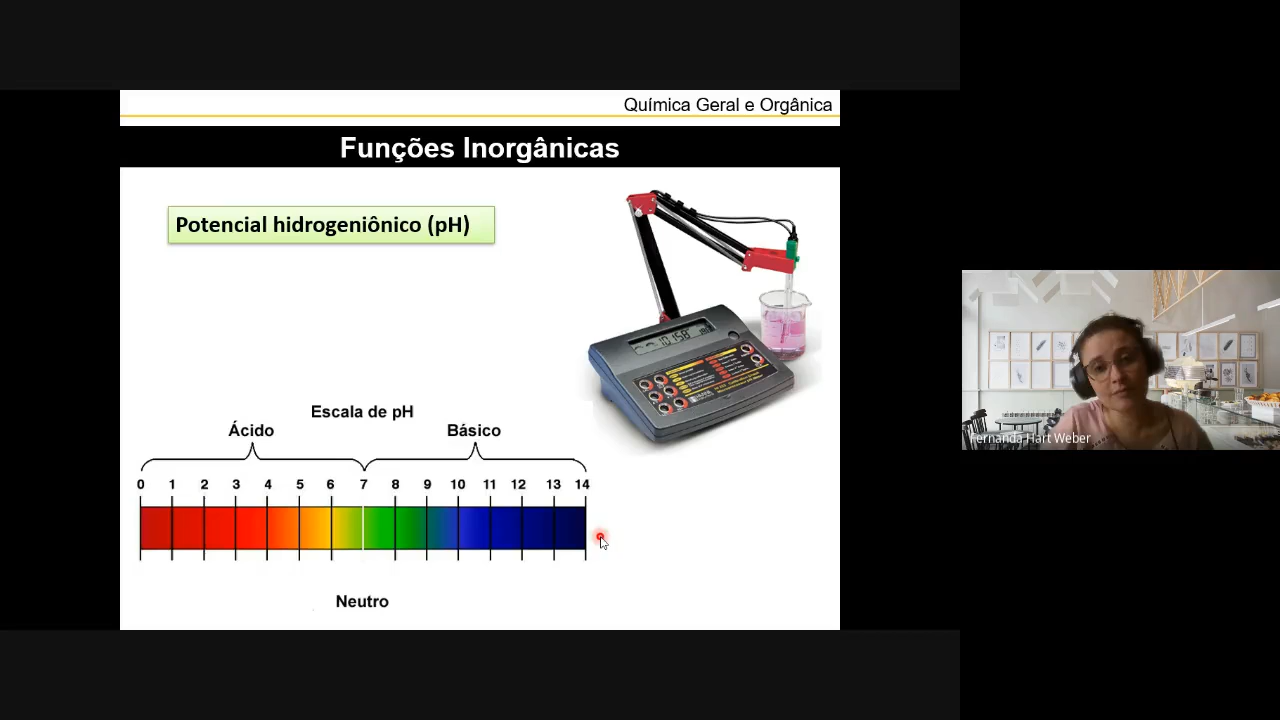 Química Geral e Orgânica
Funções Inorgânicas
Potencial hidrogeniônico (pH)
Escala de pH
Ácido Básico
0 1 2 3 4 5 6 7 8 9 10 11 12 13 14
Neutro
Fernanda Hart Weber